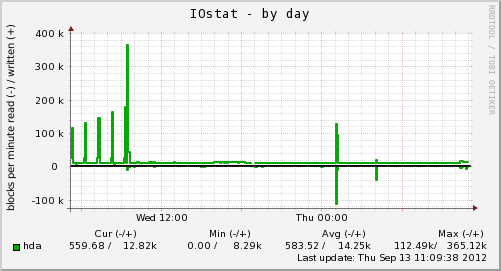 IOstat - by day
RRDTOOL / TOBI OETIKER
blocks per minute read (-) / written (+)
400 k
300 k
200 k
100 k
0
-100 k
Wed 12:00 Thu 00:00
Cur (-/+) Min (-/+) Avg (-/+) Max (-/+)
hda 559.68 / 12.82k 0.00 / 8.29k 583.52 / 14.25k 112.49k/ 365.12k
Last update: Thu Sep 13 11:09:38 2012